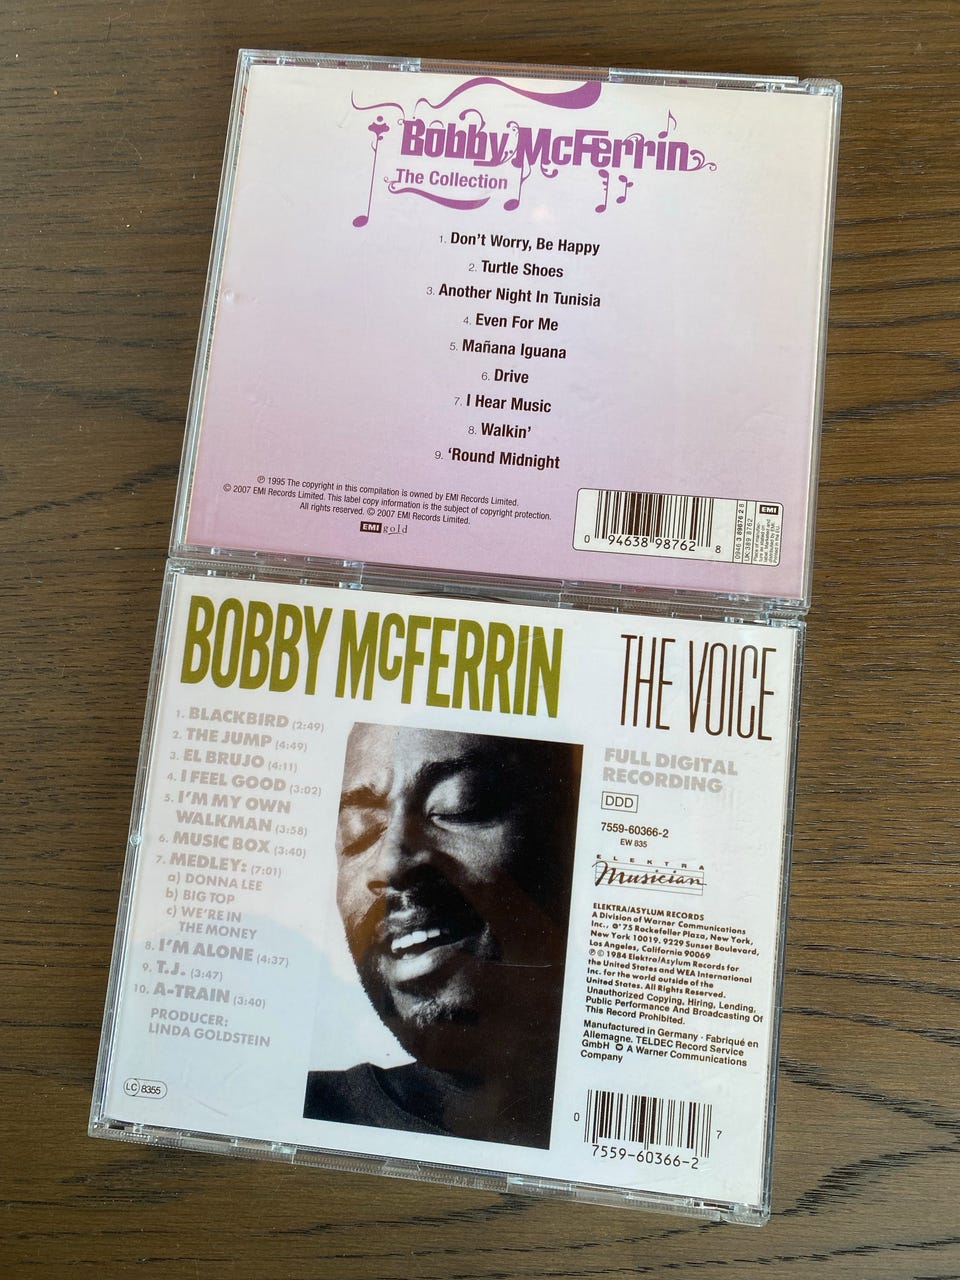 Bobby McFerrin
The Collection
1. Don't Worry, Be Happy
2. Turtle Shoes
3. Another Night In Tunisia
4. Even For Me
5. Mañana Iguana
6. Drive
7. I Hear Music
8. Walkin'
9. 'Round Midnight
℗ 1995 The copyright in this compilation is owned by EMI Records Limited.
© 2007 EMI Records Limited. This label copy information is the subject of copyright protection.
All rights reserved. © 2007 EMI Records Limited.
EMI gold
0 94638 98762 8
0946 3 89876 2 8
UK:389 8762
EMI
BOBBY McFERRIN
THE VOICE
1. BLACKBIRD (2:49)
2. THE JUMP (4:49)
3. EL BRUJO (4:11)
4. I FEEL GOOD (3:02)
5. I'M MY OWN
WALKMAN (3:58)
6. MUSIC BOX (3:40)
7. MEDLEY: (7:01)
a) DONNA LEE
b) BIG TOP
c) WE'RE IN
THE MONEY
8. I'M ALONE (4:37)
9. T.J. (3:47)
10. A-TRAIN (3:40)
PRODUCER:
LINDA GOLDSTEIN
LC 8355
FULL DIGITAL
RECORDING
DDD
7559-60366-2
EW 835
ELEKTRA
Musician
ELEKTRA/ASYLUM RECORDS
A Division of Warner Communications
Inc., ®*75 Rockefeller Plaza, New York,
New York 10019. 9229 Sunset Boulevard,
Los Angeles, California 90069
℗ © 1984 Elektra/Asylum Records for
the United States and WEA International
Inc. for the world outside of the
United States. All Rights Reserved.
Unauthorized Copying, Hiring, Lending,
Public Performance And Broadcasting Of
This Record Prohibited.
Manufactured in Germany · Fabriqué en
Allemagne. TELDEC Record Service
GmbH A Warner Communications
Company
0 7559-60366-2 7